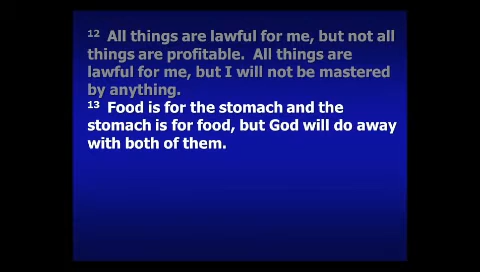 12 All things are lawful for me, but not all
things are profitable. All things are
lawful for me, but I will not be mastered
by anything.
13 Food is for the stomach and the
stomach is for food, but God will do away
with both of them.